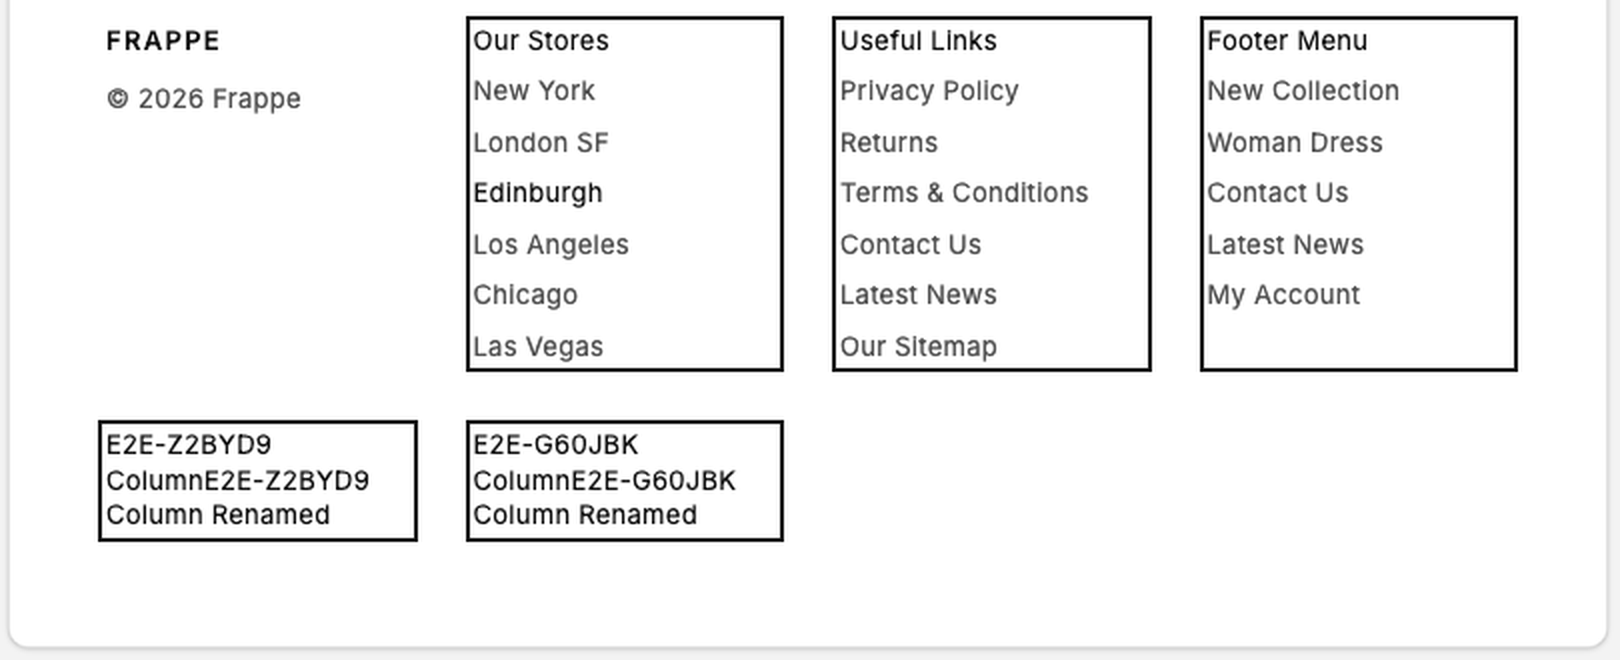 FRAPPE
© 2026 Frappe
Our Stores
New York
London SF
Edinburgh
Los Angeles
Chicago
Las Vegas
Useful Links
Privacy Policy
Returns
Terms & Conditions
Contact Us
Latest News
Our Sitemap
Footer Menu
New Collection
Woman Dress
Contact Us
Latest News
My Account
E2E-Z2BYD9
ColumnE2E-Z2BYD9
Column Renamed
E2E-G60JBK
ColumnE2E-G60JBK
Column Renamed